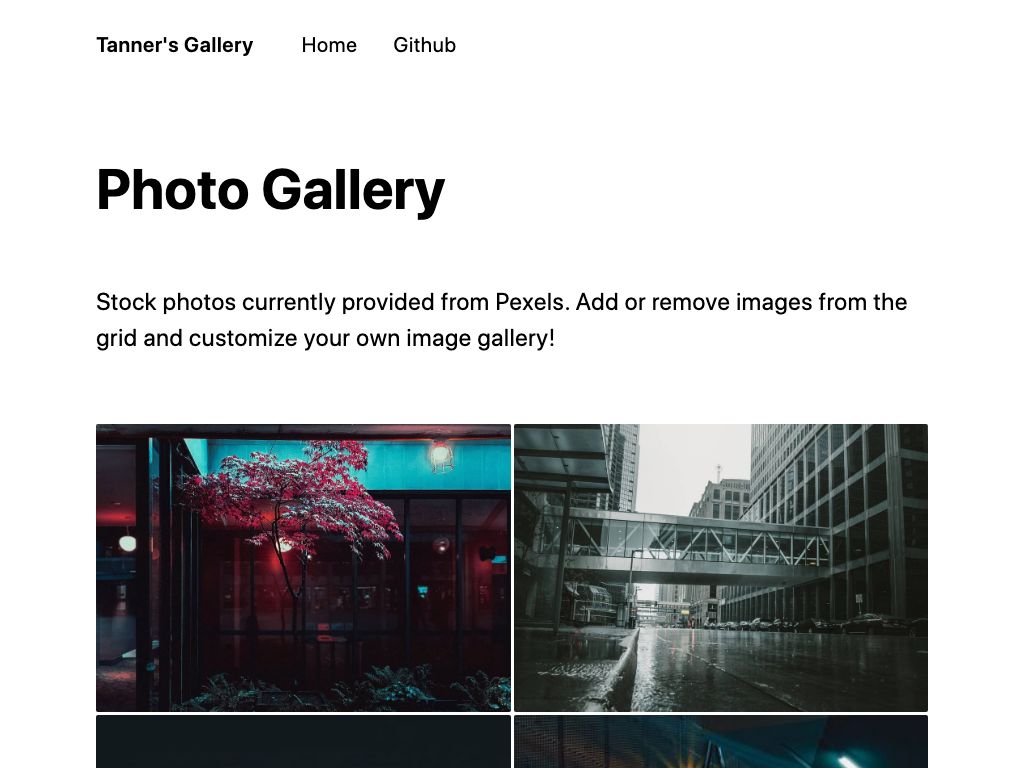 Tanner's Gallery Home Github
Photo Gallery
Stock photos currently provided from Pexels. Add or remove images from the
grid and customize your own image gallery!